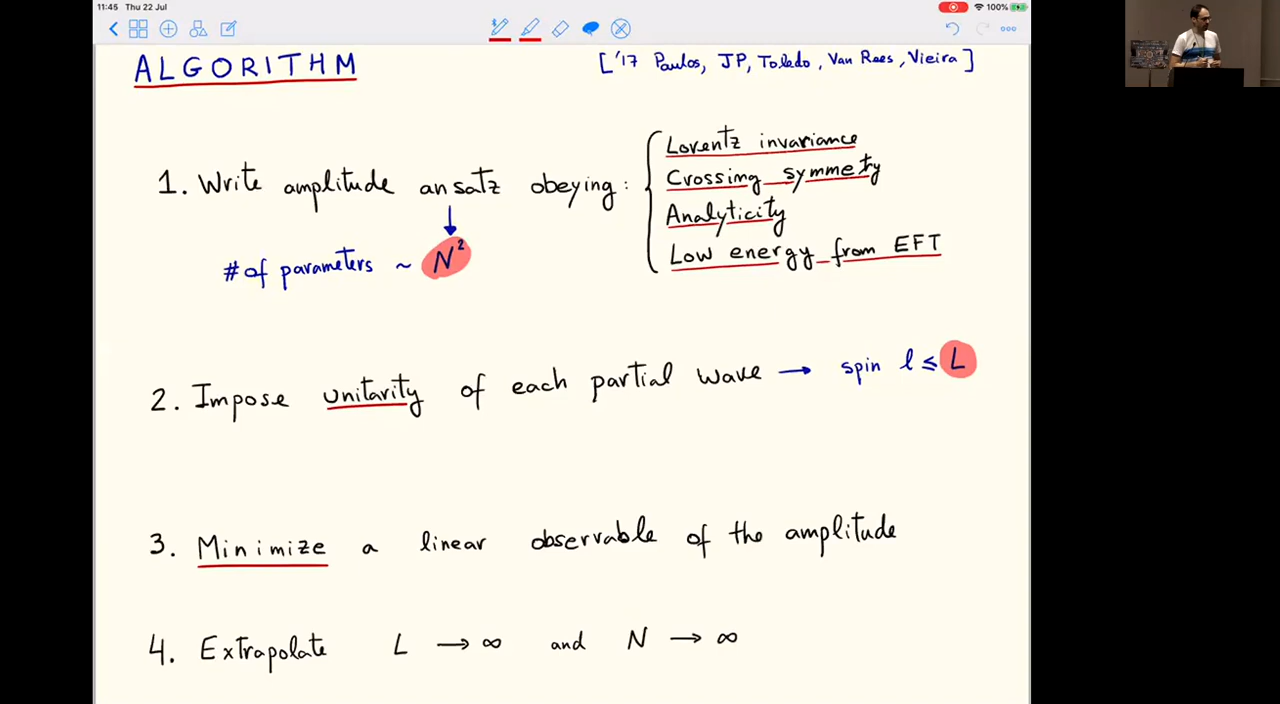 11:45 Thu 22 Jul
100%
ALGORITHM
['17 Paulos, JP, Toledo, Van Rees, Vieira]
1. Write amplitude ansatz obeying:
Lorentz invariance
Crossing symmetry
Analyticity
Low energy from EFT
# of parameters ~ N²
2. Impose unitarity of each partial wave → spin l ≤ L
3. Minimize a linear observable of the amplitude
4. Extrapolate L → ∞ and N → ∞